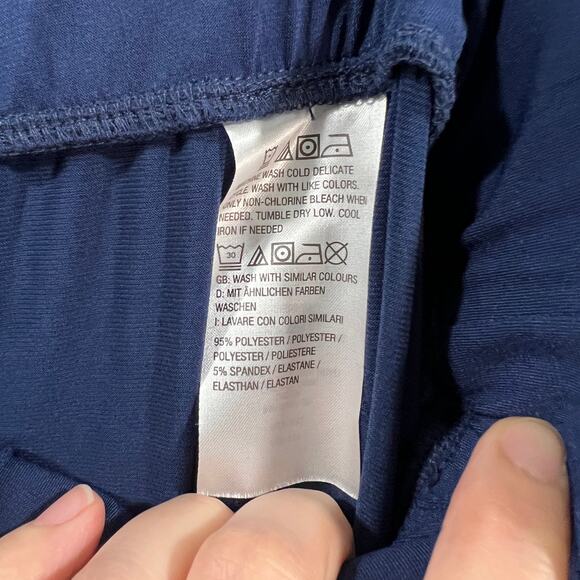 WASH COLD DELICATE
WASH WITH LIKE COLORS.
ONLY NON-CHLORINE BLEACH WHEN
NEEDED. TUMBLE DRY LOW. COOL
IRON IF NEEDED
30
GB: WASH WITH SIMILAR COLOURS
D: MIT ÄHNLICHEN FARBEN
WASCHEN
I: LAVARE CON COLORI SIMILARI
95% POLYESTER / POLYESTER /
POLYESTER / POLIESTERE
5% SPANDEX / ELASTANE /
ELASTHAN / ELASTAN